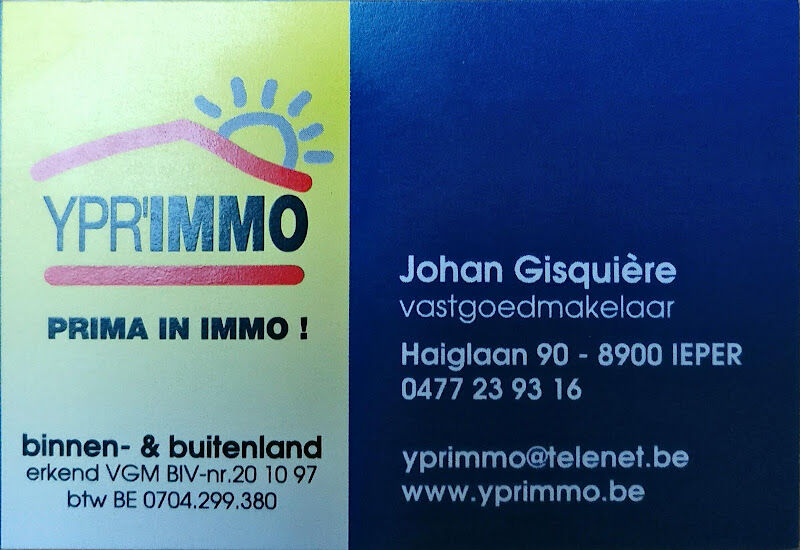 YPR'IMMO
PRIMA IN IMMO !
binnen- & buitenland
erkend VGM BIV-nr.20 10 97
btw BE 0704.299.380
Johan Gisquière
vastgoedmakelaar
Haiglaan 90 - 8900 IEPER
0477 23 93 16
yprimmo@telenet.be
www.yprimmo.be